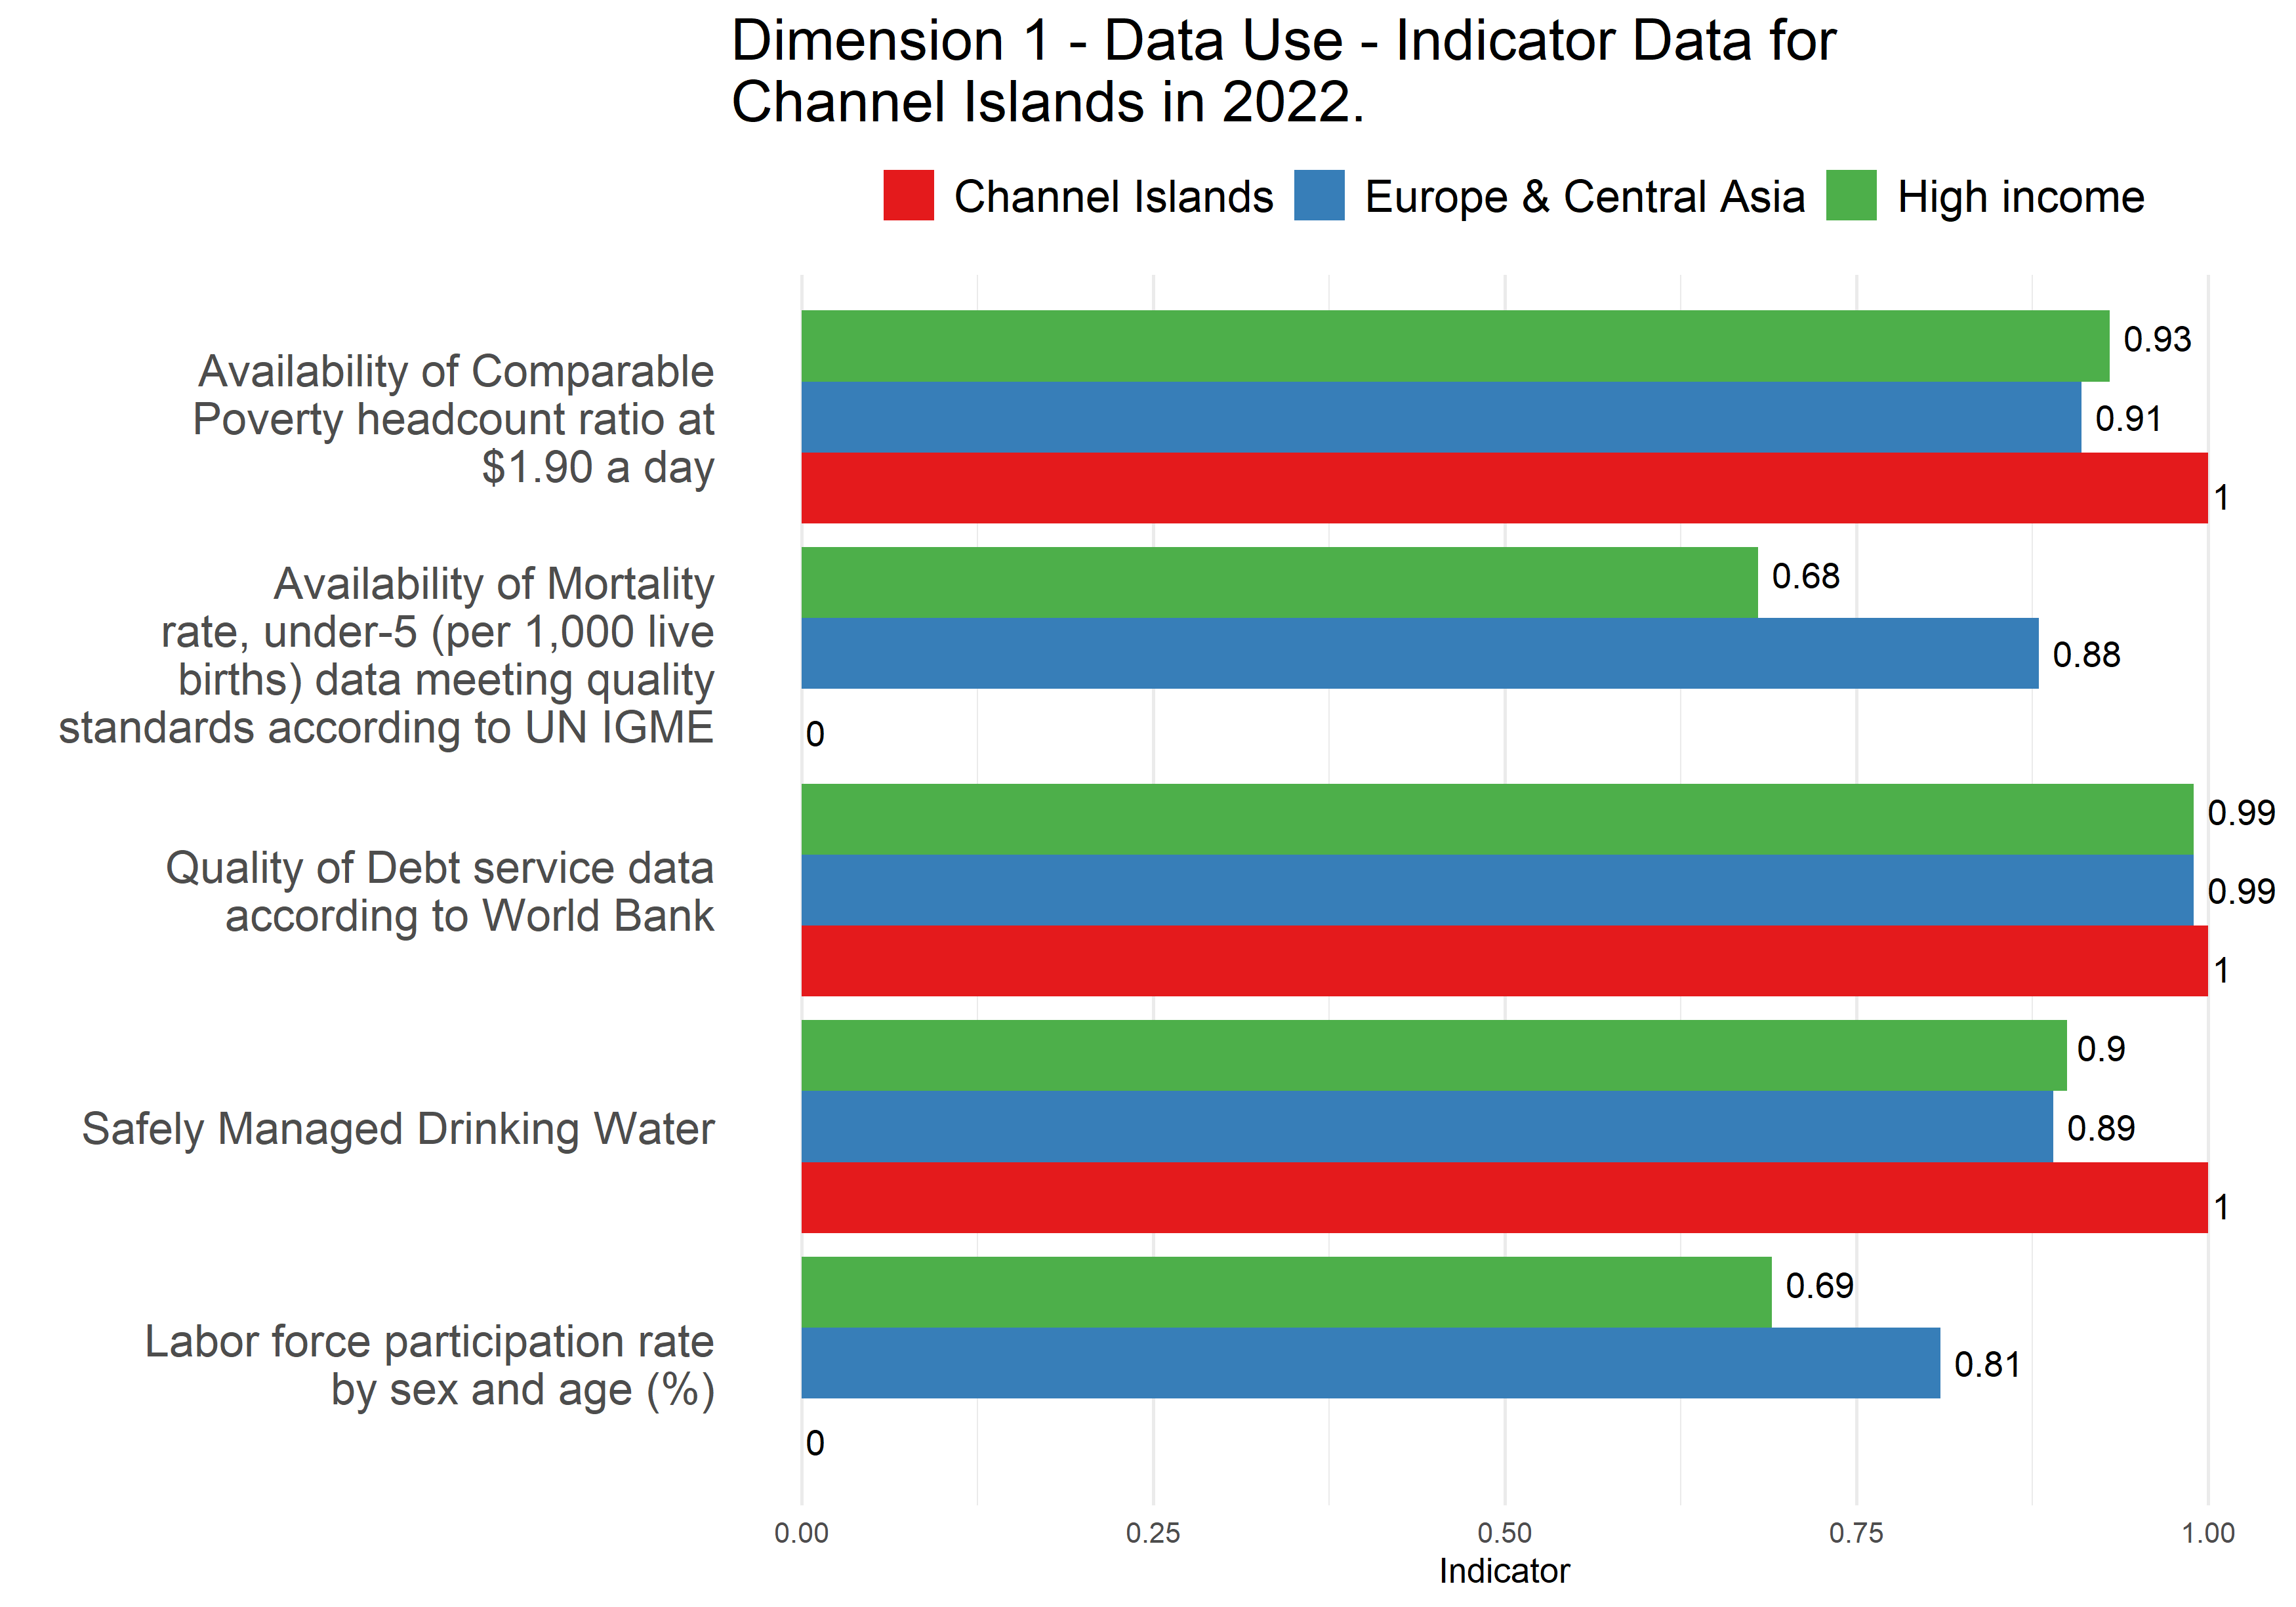 Dimension 1 - Data Use - Indicator Data for
Channel Islands in 2022.
Channel Islands
Europe & Central Asia
High income
Availability of Comparable
Poverty headcount ratio at
$1.90 a day
0.93
0.91
1
Availability of Mortality
rate, under-5 (per 1,000 live
births) data meeting quality
standards according to UN IGME
0.68
0.88
0
Quality of Debt service data
according to World Bank
0.99
0.99
1
Safely Managed Drinking Water
0.9
0.89
1
Labor force participation rate
by sex and age (%)
0.69
0.81
0
0.00
0.25
0.50
0.75
1.00
Indicator